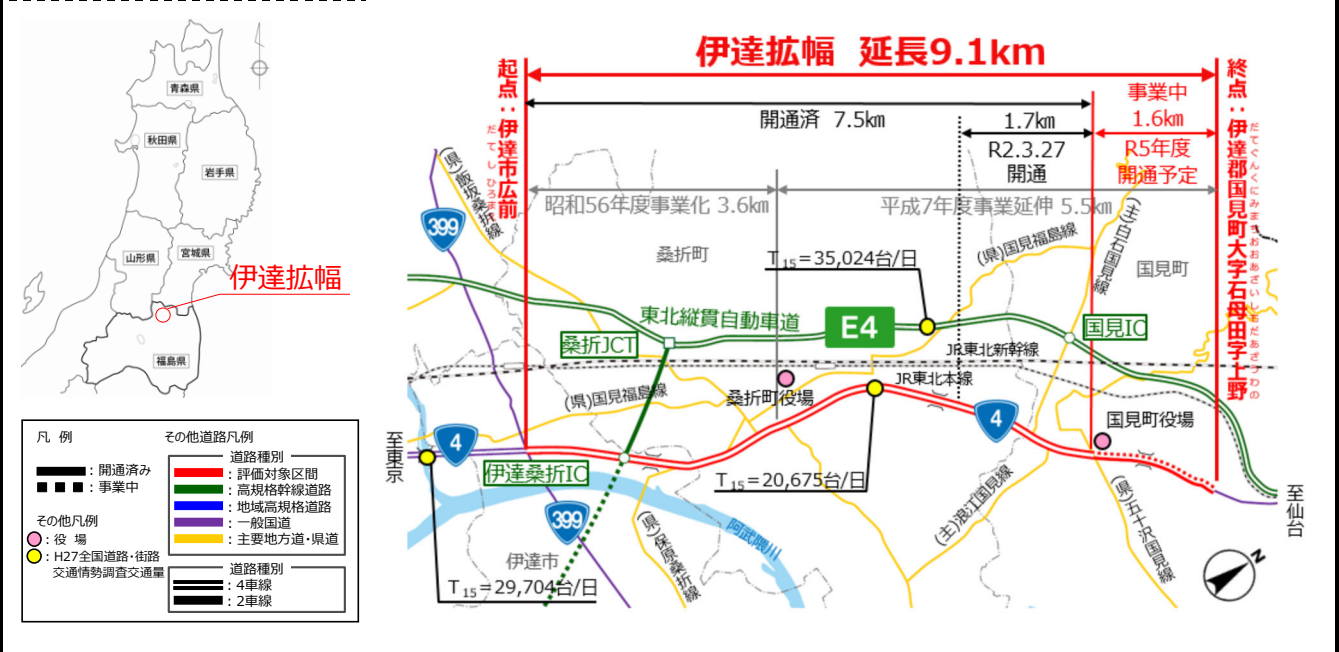 青森県
秋田県
岩手県
山形県
宮城県
福島県
伊達拡幅
凡 例
:開通済み
:事業中
その他凡例
:役 場
:H27全国道路・街路
交通情勢調査交通量
その他道路凡例
道路種別
:評価対象区間
:高規格幹線道路
:地域高規格道路
:一般国道
:主要地方道・県道
道路種別
:4車線
:2車線
伊達拡幅 延長9.1km
起点:伊達市広前
だてし ひろまえ
終点:伊達郡国見町大字石母田字上野
だてぐんくにみまちおおあざいしもだあざうわの
開通済 7.5㎞
1.7㎞
R2.3.27
開通
事業中
1.6㎞
R5年度
開通予定
昭和56年度事業化 3.6㎞
平成7年度事業延伸 5.5㎞
(県)飯坂桑折線
399
桑折町
T15=35,024台/日
(県)国見福島線
(主)白石国見線
国見町
東北縦貫自動車道
E4
国見IC
桑折JCT
JR東北新幹線
JR東北本線
桑折町役場
(県)国見福島線
国見町役場
至東京
4
4
伊達桑折IC
T15=20,675台/日
399
(県)保原桑折線
阿武隈川
(主)浪江国見線
(県)五十沢国見線
至仙台
伊達市
T15=29,704台/日
N